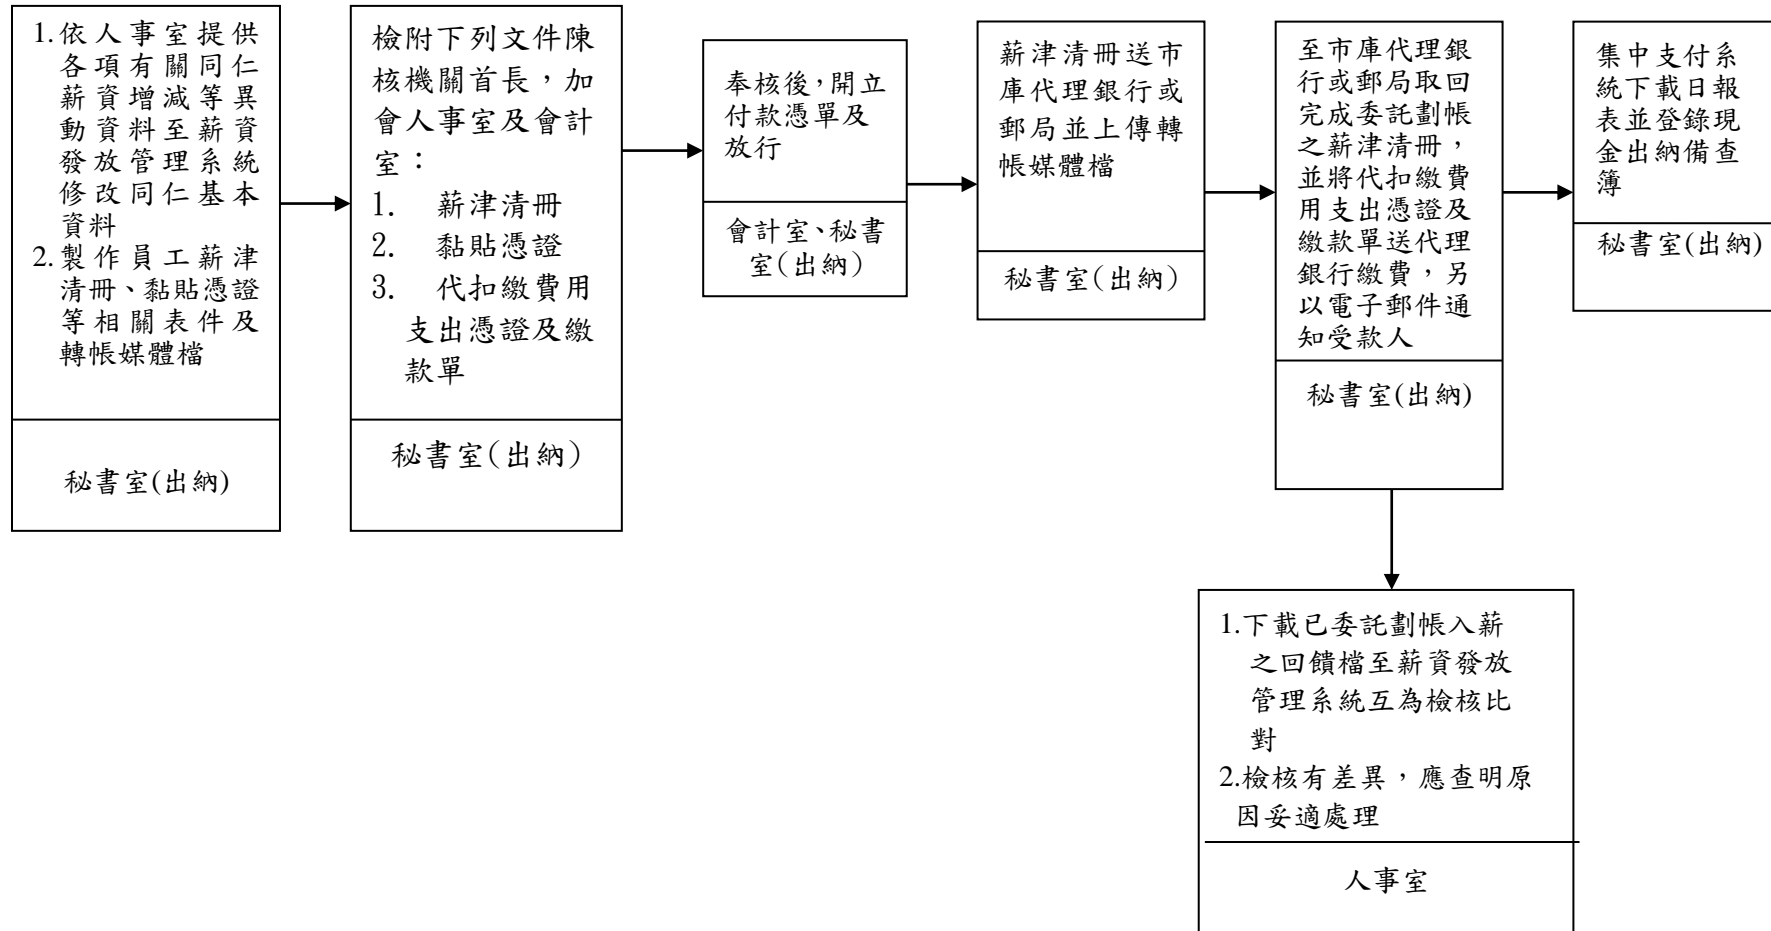 1.依人事室提供
各項有關同仁
薪資增減等異
動資料至薪資
發放管理系統
修改同仁基本
資料
2.製作員工薪津
清冊、黏貼憑證
等相關表件及
轉帳媒體檔
秘書室(出納)
檢附下列文件陳
核機關首長，加
會人事室及會計
室：
1. 薪津清冊
2. 黏貼憑證
3. 代扣繳費用
支出憑證及繳
款單
秘書室(出納)
奉核後，開立
付款憑單及
放行
會計室、秘書
室(出納)
薪津清冊送市
庫代理銀行或
郵局並上傳轉
帳媒體檔
秘書室(出納)
至市庫代理銀
行或郵局取回
完成委託劃帳
之薪津清冊，
並將代扣繳費
用支出憑證及
繳款單送代理
銀行繳費，另
以電子郵件通
知受款人
秘書室(出納)
集中支付系
統下載日報
表並登錄現
金出納備查
簿
秘書室(出納)
1.下載已委託劃帳入薪
之回饋檔至薪資發放
管理系統互為檢核比
對
2.檢核有差異，應查明原
因妥適處理
人事室